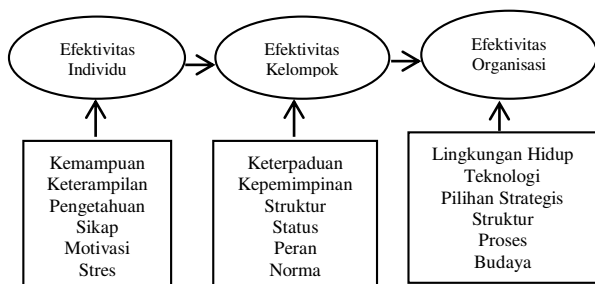 Efektivitas
Individu
Efektivitas
Kelompok
Efektivitas
Organisasi
Kemampuan
Keterampilan
Pengetahuan
Sikap
Motivasi
Stres
Keterpaduan
Kepemimpinan
Struktur
Status
Peran
Norma
Lingkungan Hidup
Teknologi
Pilihan Strategis
Struktur
Proses
Budaya